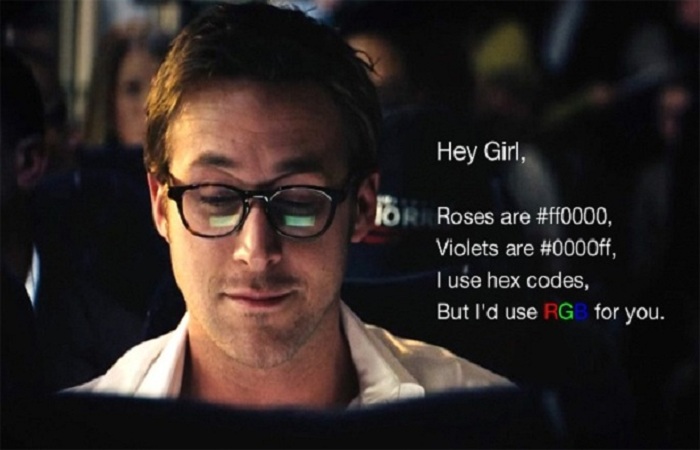 Hey Girl,
Roses are #ff0000,
Violets are #0000ff,
I use hex codes,
But I'd use RGB for you.